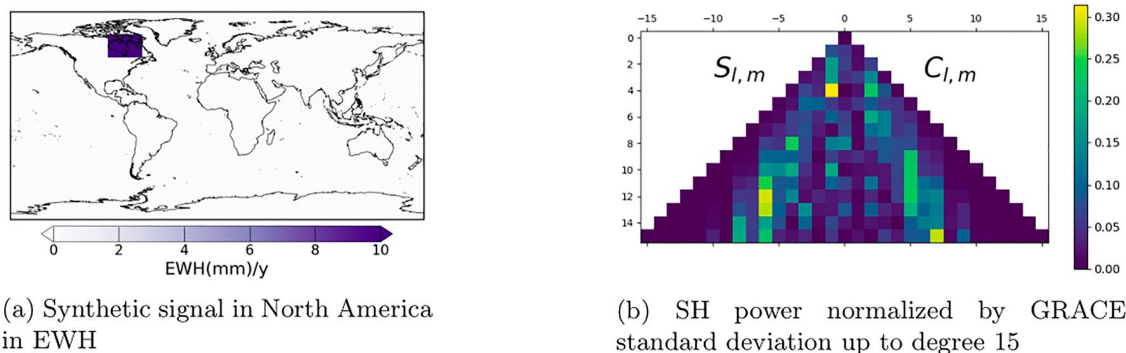 0 2 4 6 8 10
EWH(mm)/y
(a) Synthetic signal in North America
in EWH
−15 −10 −5 0 5 10 15
0
2
4
6
8
10
12
14
S_{l,m} C_{l,m}
0.30
0.25
0.20
0.15
0.10
0.05
0.00
(b) SH power normalized by GRACE
standard deviation up to degree 15